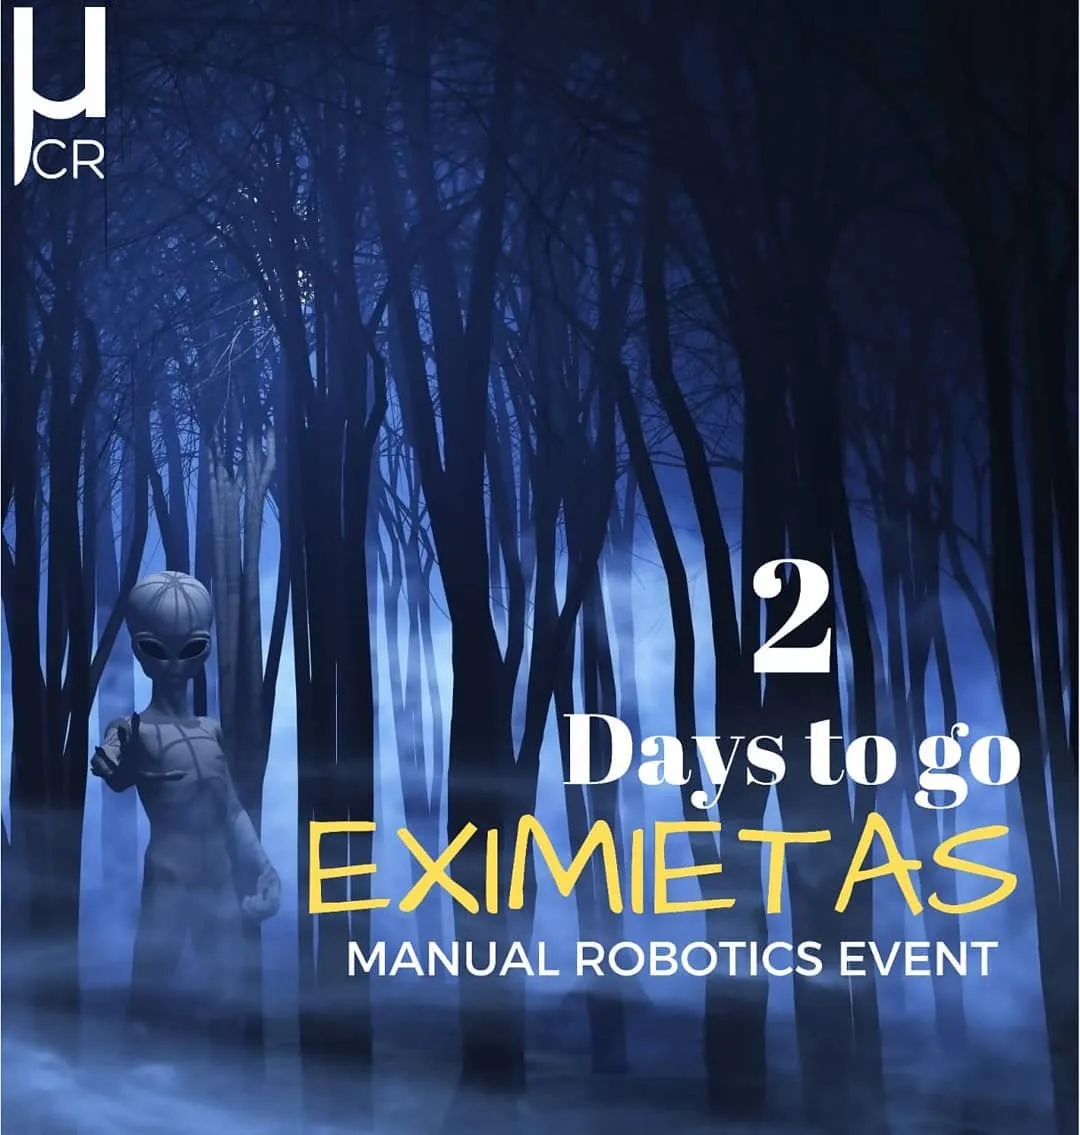 μ
CR
2
Days to go
EXIMIETAS
MANUAL ROBOTICS EVENT